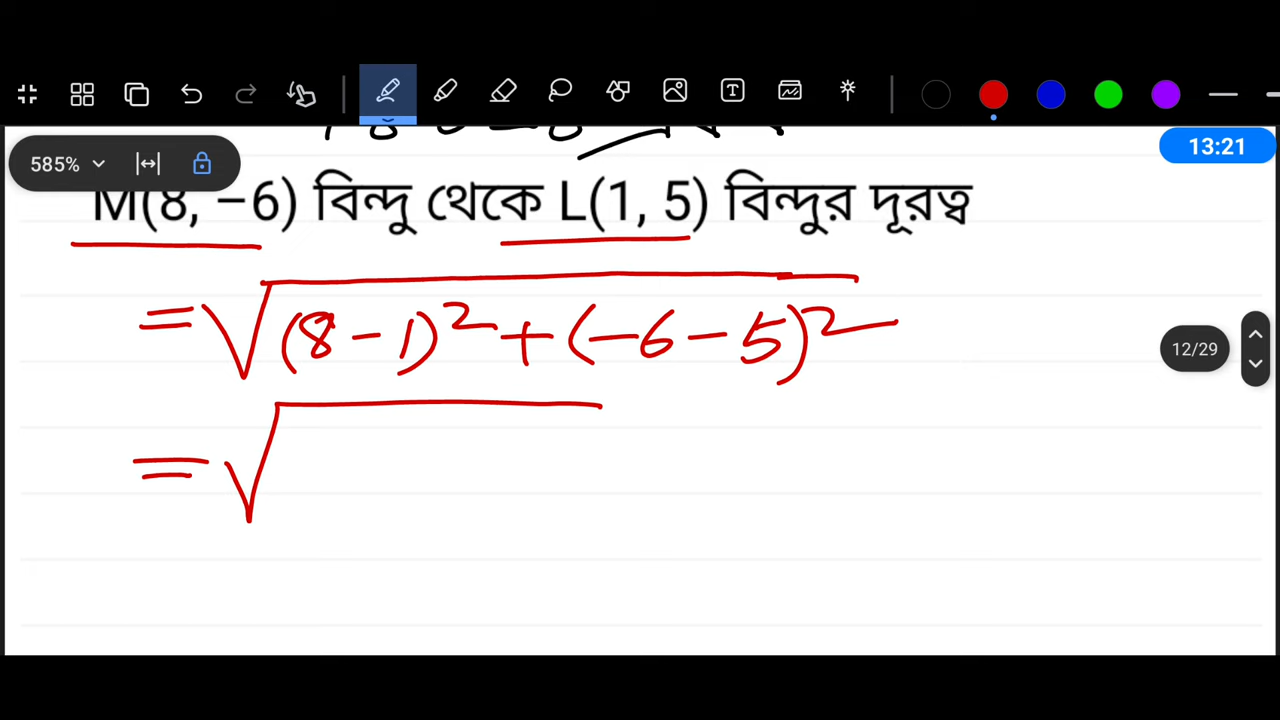 13:21
585%
M(8, −6) বিন্দু থেকে L(1, 5) বিন্দুর দূরত্ব
= √(8 − 1)² + (−6 − 5)²
12/29
= √